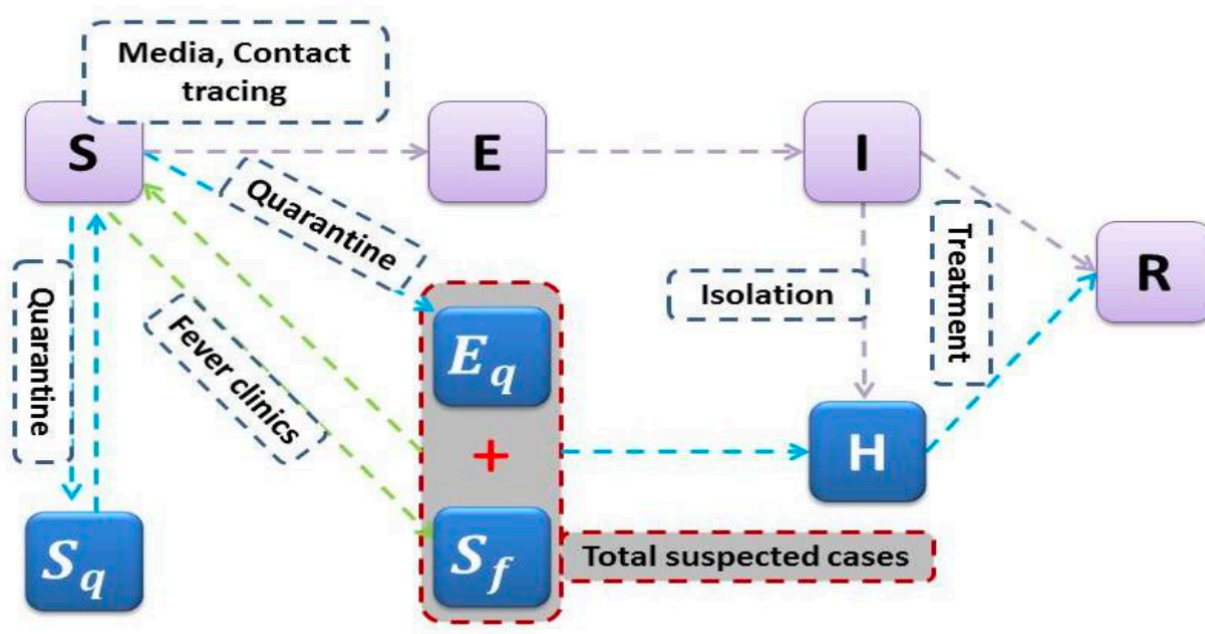 Media, Contact
tracing
S
E
I
Quarantine
Treatment
R
Quarantine
Fever clinics
Isolation
E_q
+
H
S_q
S_f
Total suspected cases